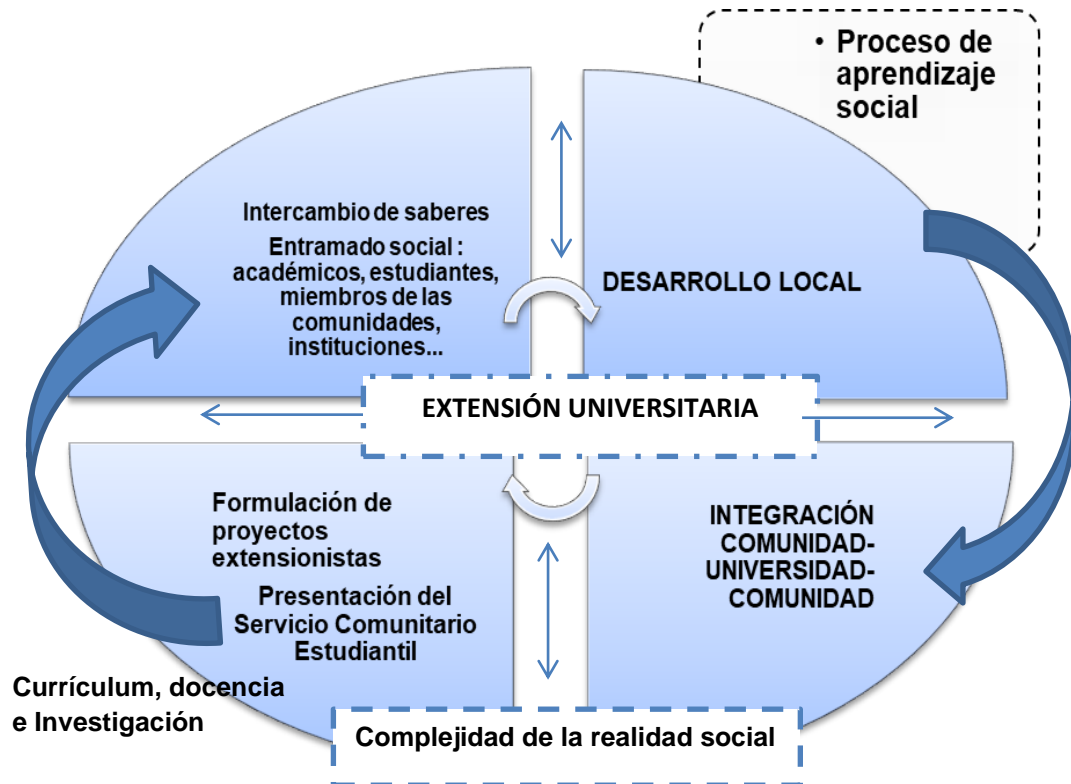 • Proceso de
aprendizaje
social
Intercambio de saberes
Entramado social :
académicos, estudiantes,
miembros de las
comunidades,
instituciones...
DESARROLLO LOCAL
EXTENSIÓN UNIVERSITARIA
Formulación de
proyectos
extensionistas
Presentación del
Servicio Comunitario
Estudiantil
INTEGRACIÓN
COMUNIDAD-
UNIVERSIDAD-
COMUNIDAD
Currículum, docencia
e Investigación
Complejidad de la realidad social